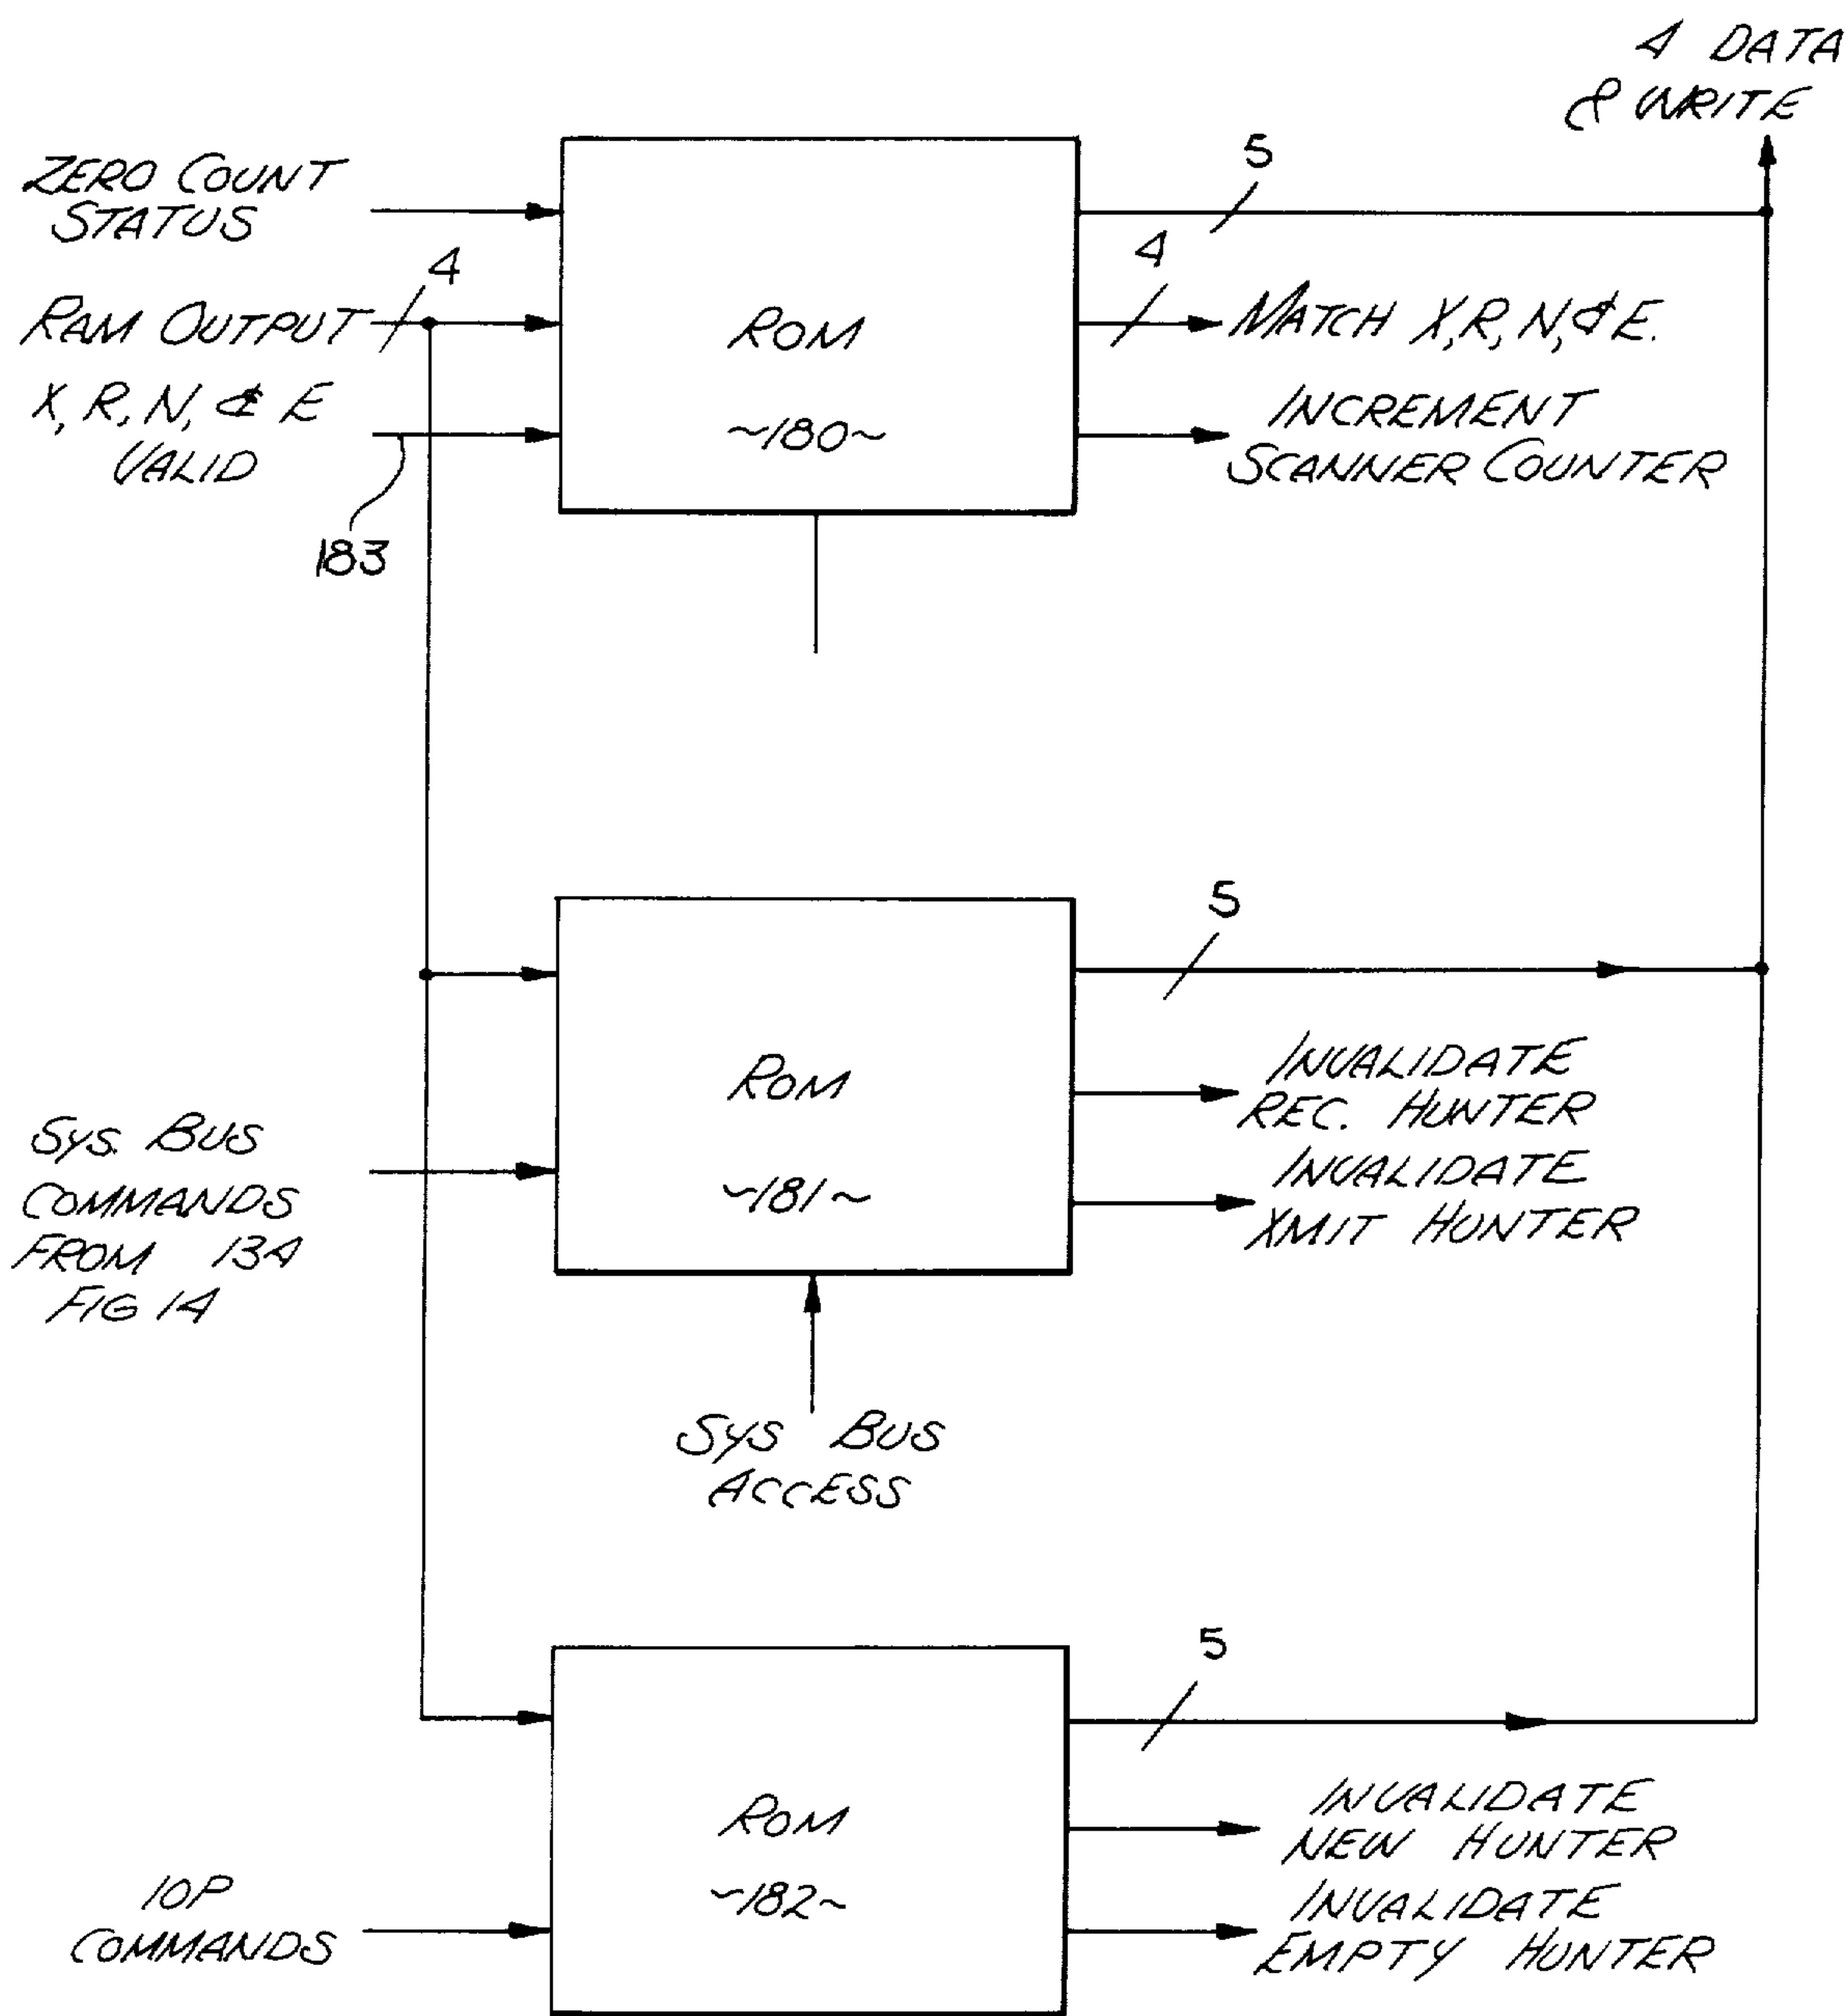 4 DATA
& WRITE
ZERO COUNT
STATUS
5
4
4
RAM OUTPUT
ROM
MATCH X, R, N, & E.
X, R, N, & E
VALID
~180~
INCREMENT
SCANNER COUNTER
183
5
ROM
INVALIDATE
REC. HUNTER
SYS. BUS
COMMANDS
FROM 134
FIG 14
~181~
INVALIDATE
XMIT HUNTER
SYS BUS
ACCESS
5
ROM
INVALIDATE
NEW HUNTER
IOP
COMMANDS
~182~
INVALIDATE
EMPTY HUNTER